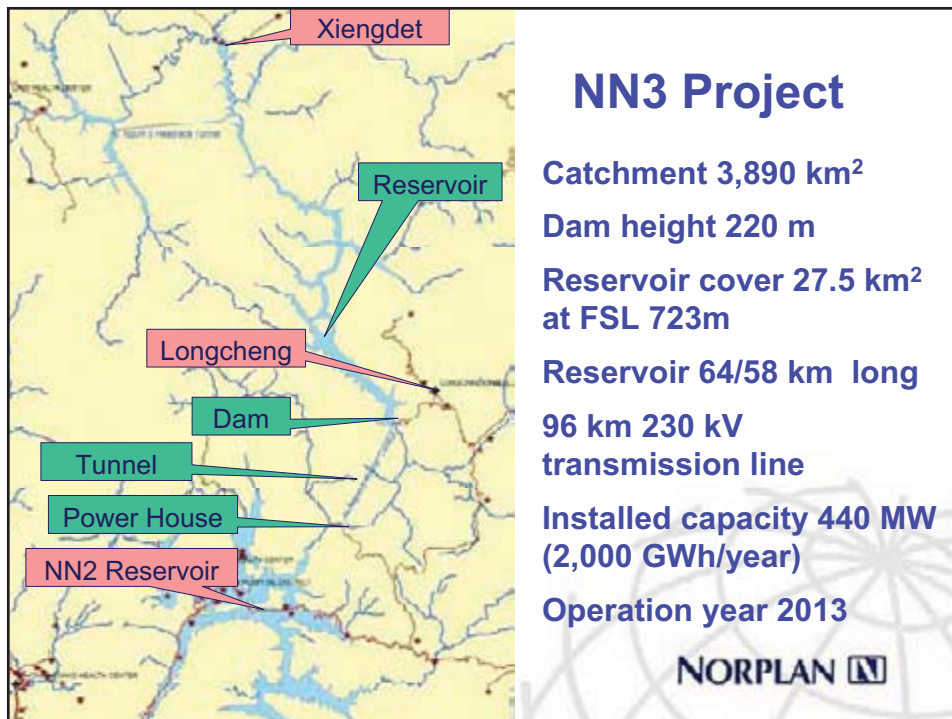 Xiengdet
NN3 Project
Catchment 3,890 km²
Dam height 220 m
Reservoir
Reservoir cover 27.5 km²
at FSL 723m
Longcheng
Reservoir 64/58 km long
Dam
96 km 230 kV
transmission line
Tunnel
Power House
Installed capacity 440 MW
(2,000 GWh/year)
NN2 Reservoir
Operation year 2013
NORPLAN N